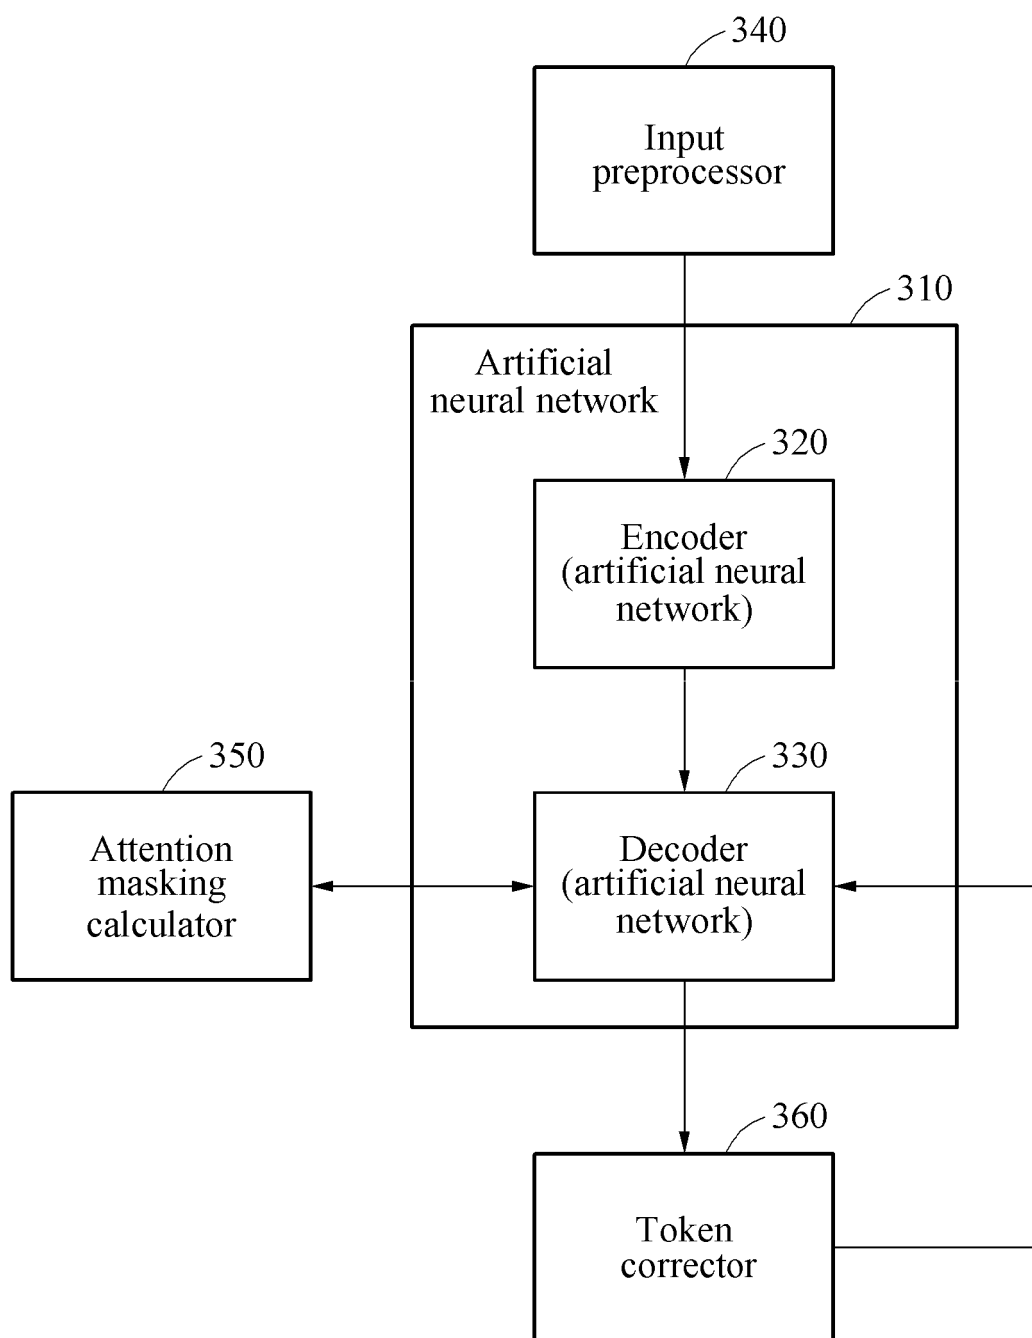 340
Input
preprocessor
310
Artificial
neural network
320
Encoder
(artificial neural
network)
350
330
Attention
masking
calculator
Decoder
(artificial neural
network)
360
Token
corrector